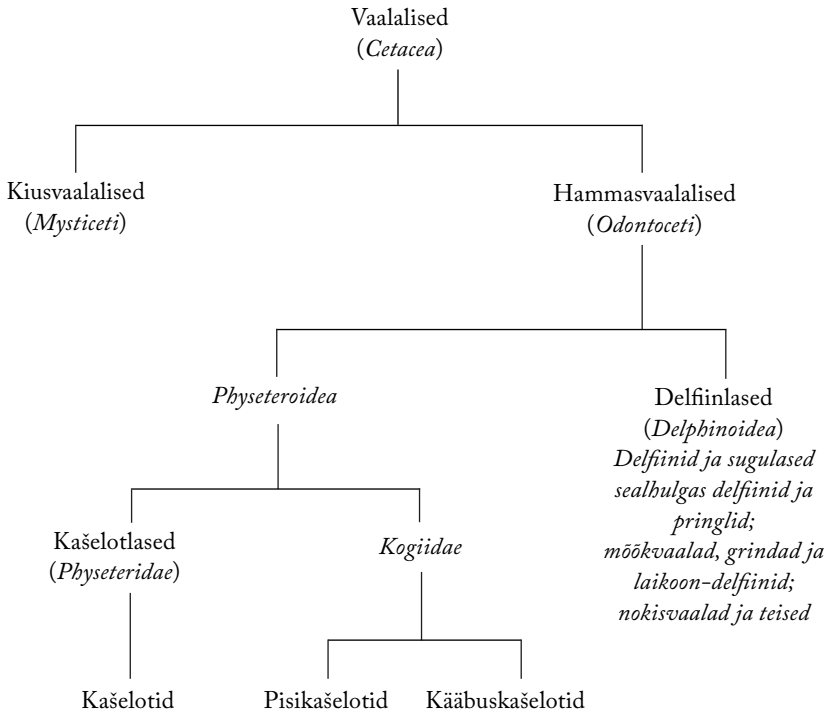 Vaalalised
(Cetacea)
Kiusvaalalised
(Mysticeti)
Hammasvaalalised
(Odontoceti)
Physeteroidea
Delfiinlased
(Delphinoidea)
Delfiinid ja sugulased
sealhulgas delfiinid ja
pringlid;
mõõkvaalad, grindad ja
laikoon-delfiinid;
nokisvaalad ja teised
Kašelotlased
(Physeteridae)
Kogiidae
Kašelotid
Pisikašelotid
Kääbuskašelotid